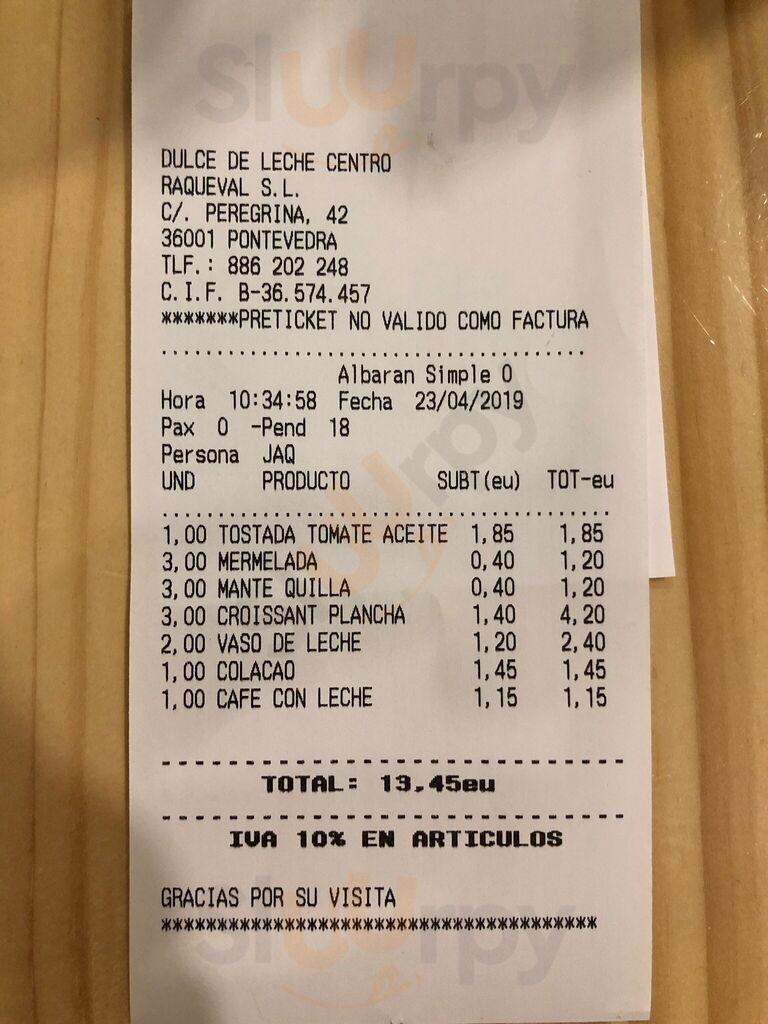 Sluurpy
DULCE DE LECHE CENTRO
RAQUEVAL S.L.
C/. PEREGRINA, 42
36001 PONTEVEDRA
TLF.: 886 202 248
C.I.F. B-36.574.457
*******PRETICKET NO VALIDO COMO FACTURA
.......................................
Albaran Simple 0
Hora 10:34:58 Fecha 23/04/2019
Pax 0 -Pend 18
Persona JAQ
UND PRODUCTO SUBT(eu) TOT-eu
.........................................
1,00 TOSTADA TOMATE ACEITE 1,85 1,85
3,00 MERMELADA 0,40 1,20
3,00 MANTE QUILLA 0,40 1,20
3,00 CROISSANT PLANCHA 1,40 4,20
2,00 VASO DE LECHE 1,20 2,40
1,00 COLACAO 1,45 1,45
1,00 CAFE CON LECHE 1,15 1,15
-----------------------------------
TOTAL: 13,45eu
-----------------------------------
IVA 10% EN ARTICULOS
GRACIAS POR SU VISITA
***************************************
Sluurpy